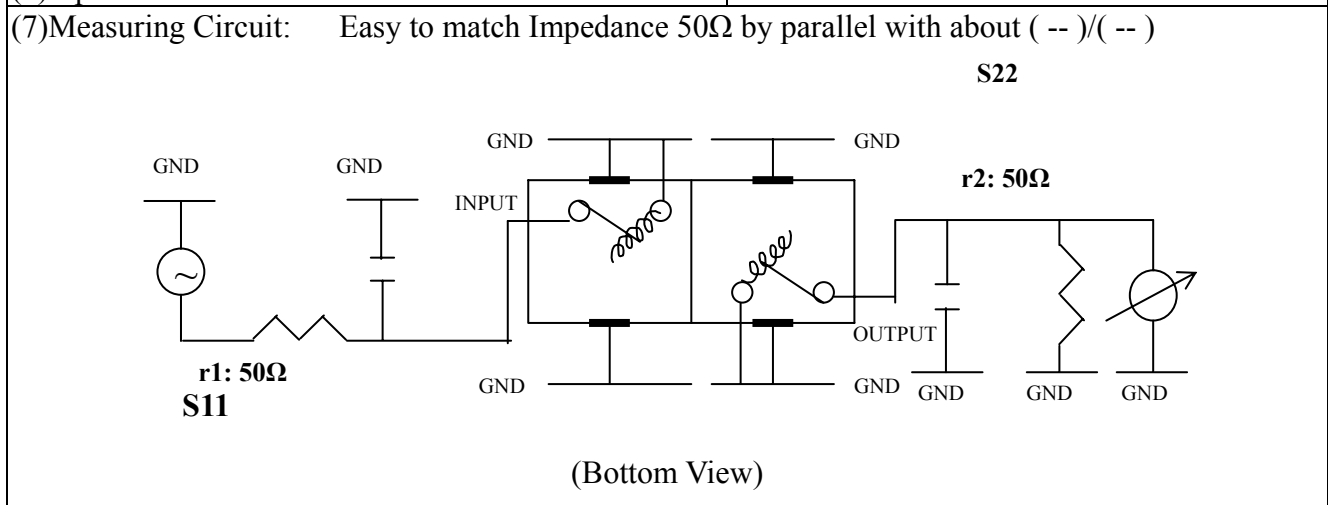 (7)Measuring Circuit: Easy to match Impedance 50Ω by parallel with about ( -- )/( -- )
S22
GND
GND
GND
GND
r2: 50Ω
INPUT
OUTPUT
r1: 50Ω
S11
GND
GND
GND
GND
GND
(Bottom View)